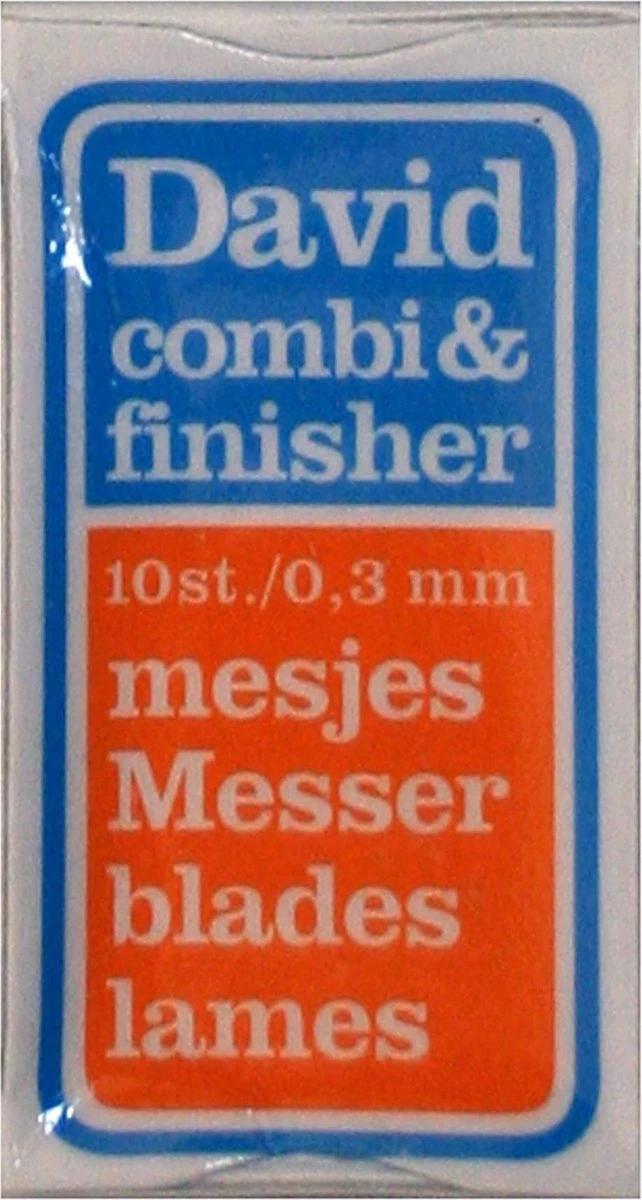 David
combi &
finisher
10st./0,3 mm
mesjes
Messer
blades
lames